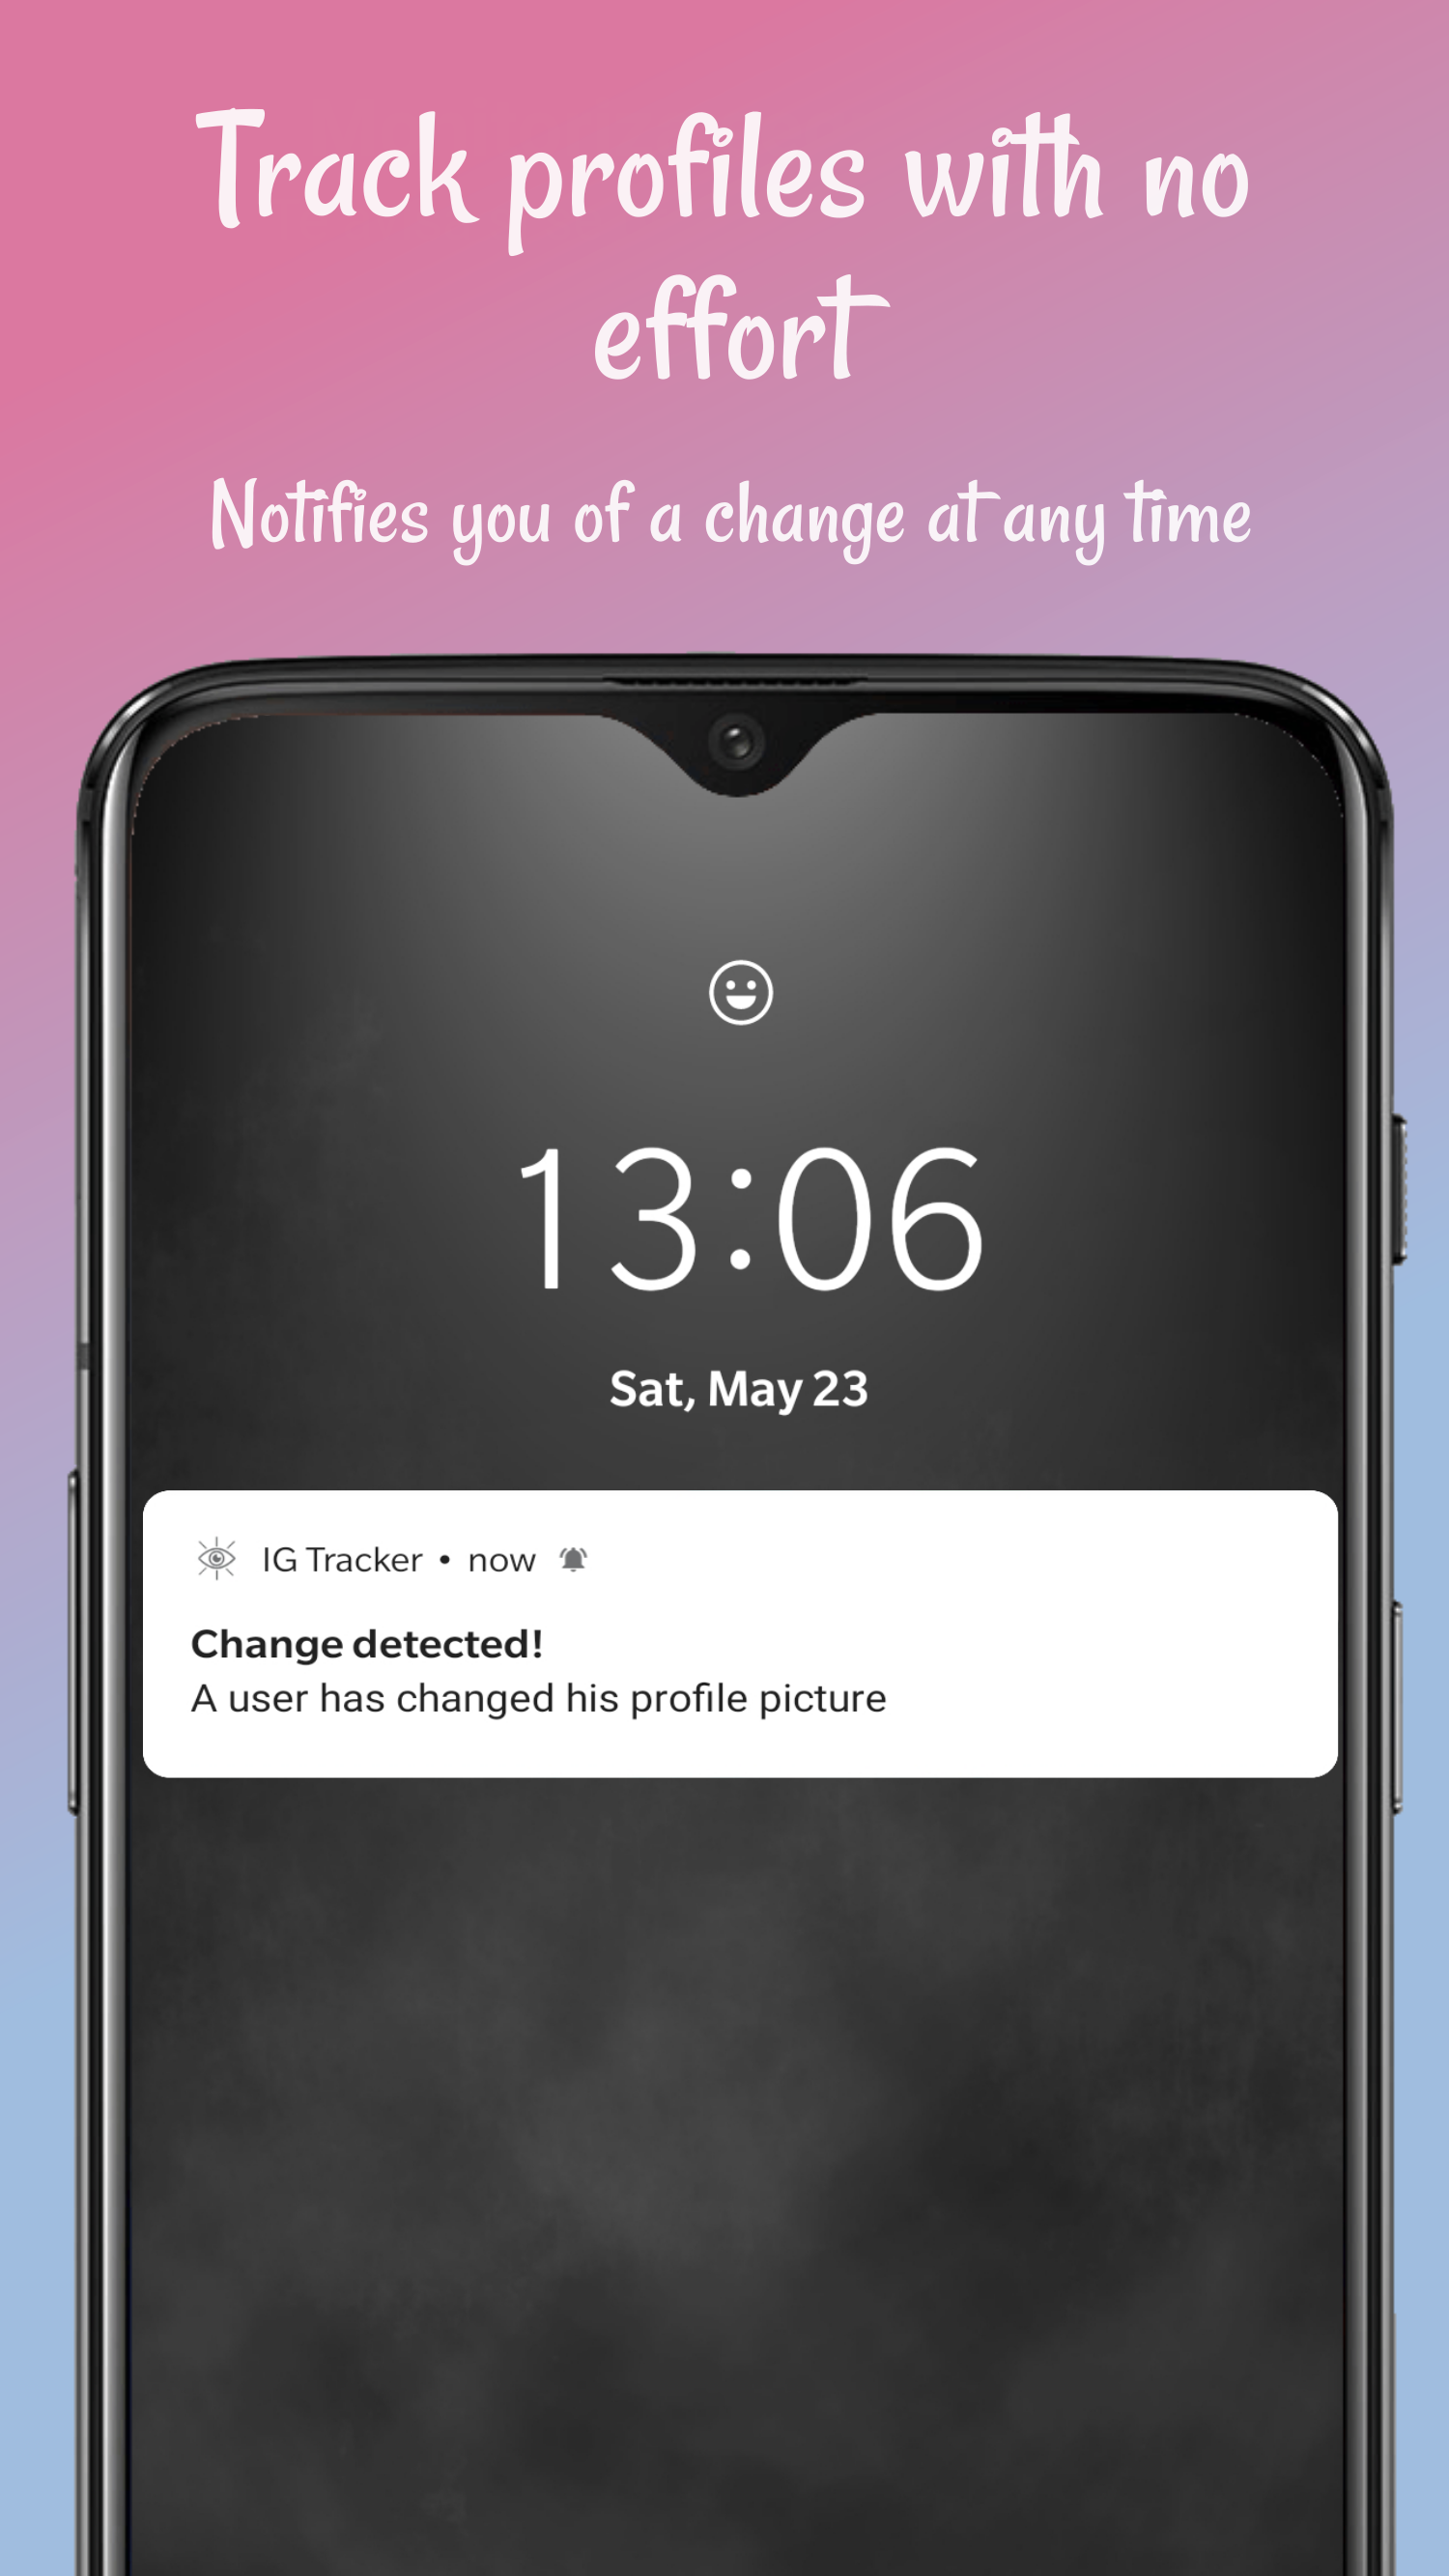 Track profiles with no
effort
Notifies you of a change at any time
13:06
Sat, May 23
IG Tracker • now
Change detected!
A user has changed his profile picture